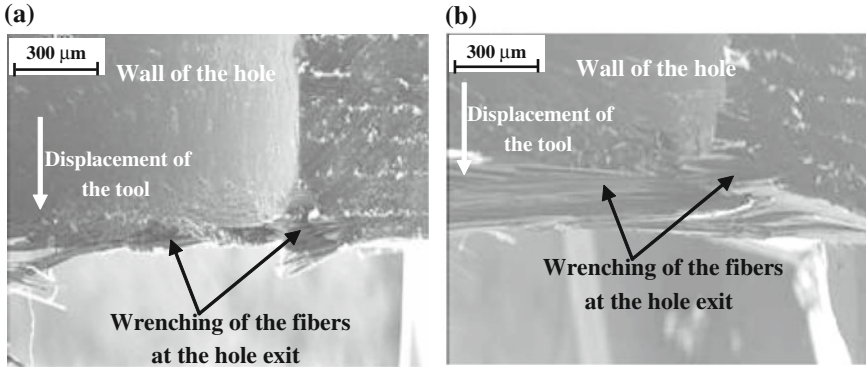 (a)
300 µm
Wall of the hole
Displacement of
the tool
Wrenching of the fibers
at the hole exit
(b)
300 µm
Wall of the hole
Displacement of
the tool
Wrenching of the fibers
at the hole exit